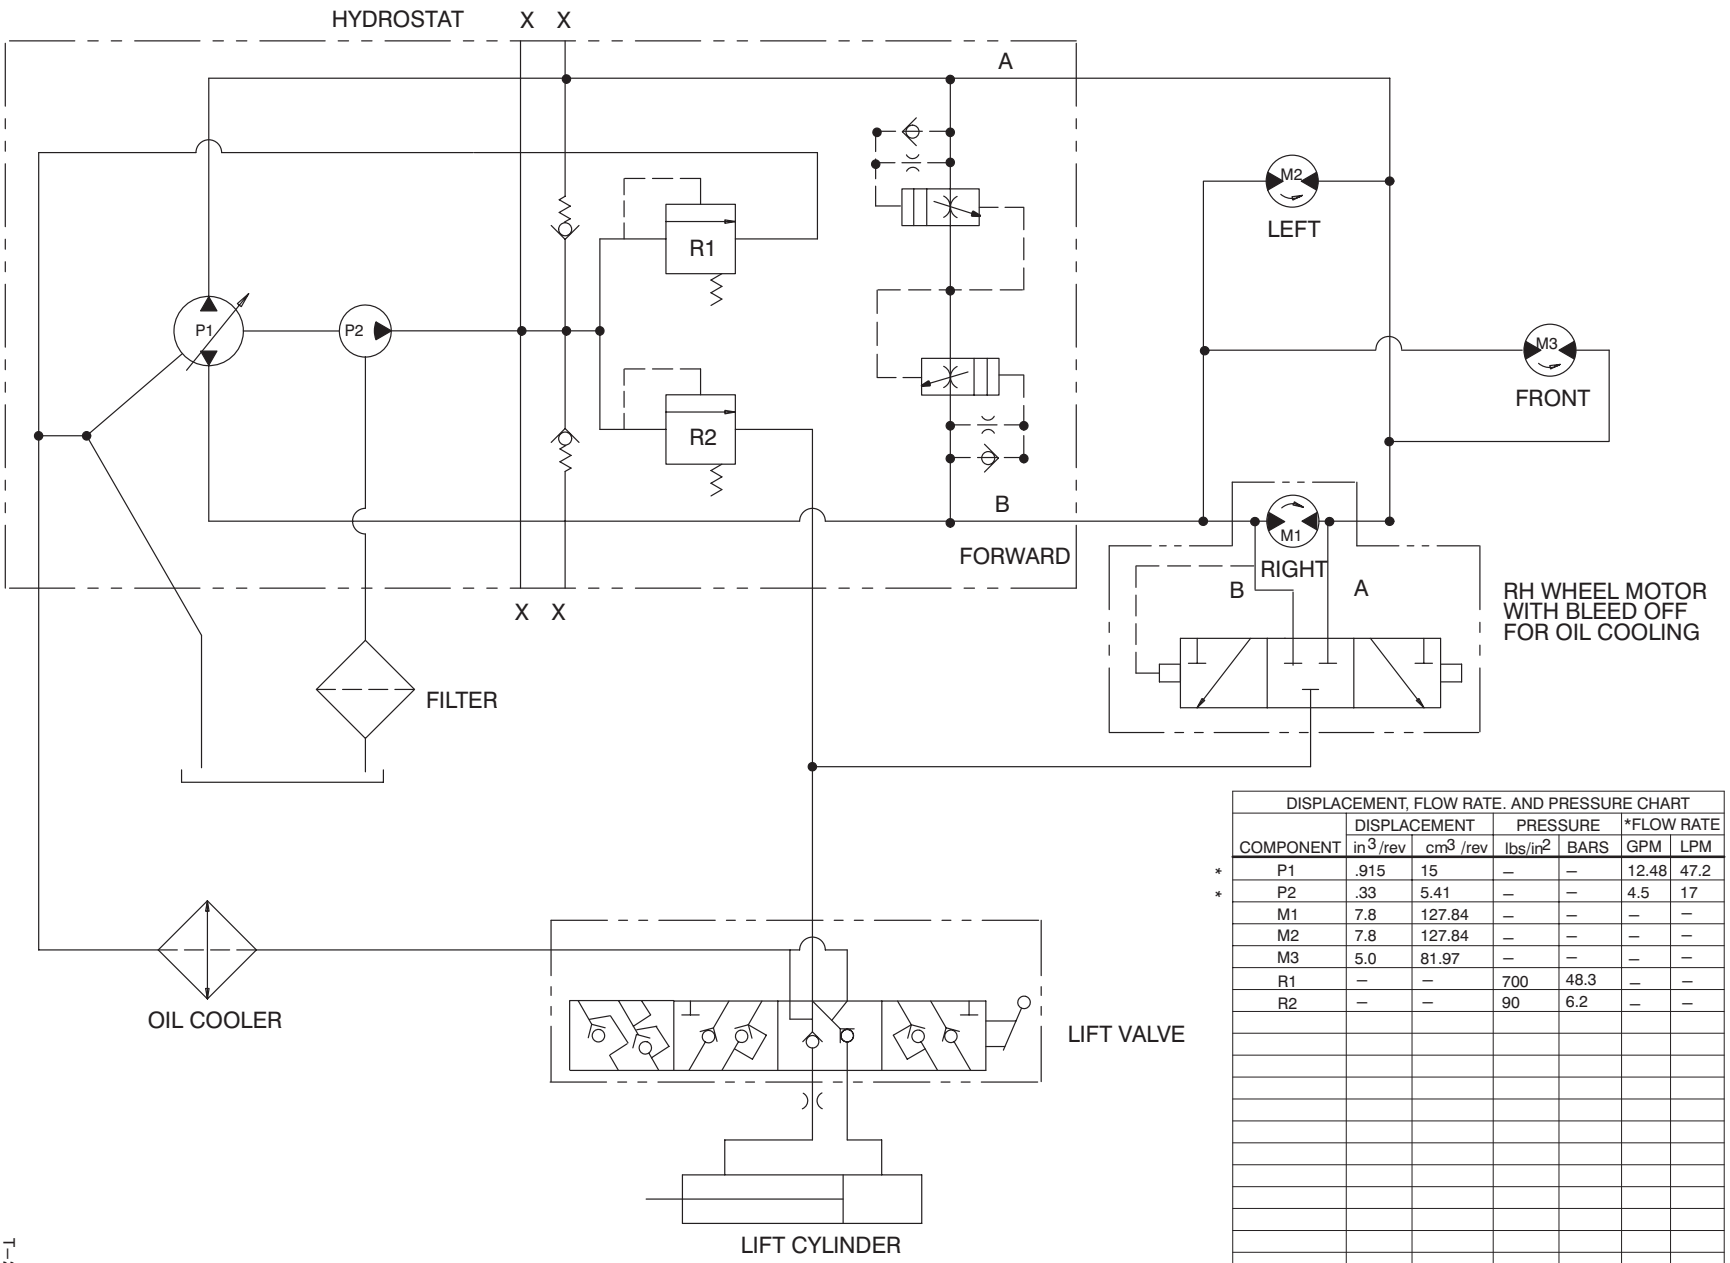 HYDROSTAT
X X
A
P1
P2
R1
R2
M2
LEFT
M3
FRONT
B
FORWARD
M1
RIGHT
B
A
X X
RH WHEEL MOTOR
WITH BLEED OFF
FOR OIL COOLING
FILTER
OIL COOLER
LIFT VALVE
LIFT CYLINDER
DISPLACEMENT, FLOW RATE. AND PRESSURE CHART
DISPLACEMENT PRESSURE *FLOW RATE
COMPONENT in3/rev cm3 /rev lbs/in2 BARS GPM LPM
* P1 .915 15 – – 12.48 47.2
* P2 .33 5.41 – – 4.5 17
M1 7.8 127.84 – – – –
M2 7.8 127.84 – – – –
M3 5.0 81.97 – – – –
R1 – – 700 48.3 – –
R2 – – 90 6.2 – –